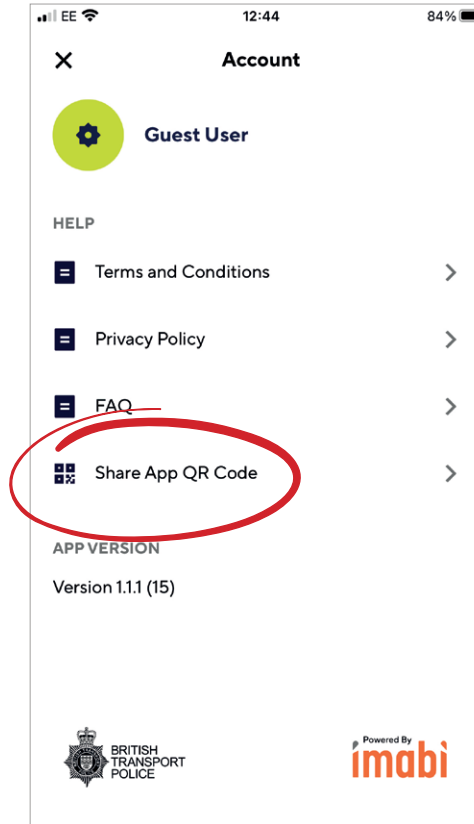 EE 12:44 84%
Account
Guest User
HELP
Terms and Conditions
Privacy Policy
FAQ
Share App QR Code
APP VERSION
Version 1.1.1 (15)
BRITISH
TRANSPORT
POLICE
Powered By
imabi